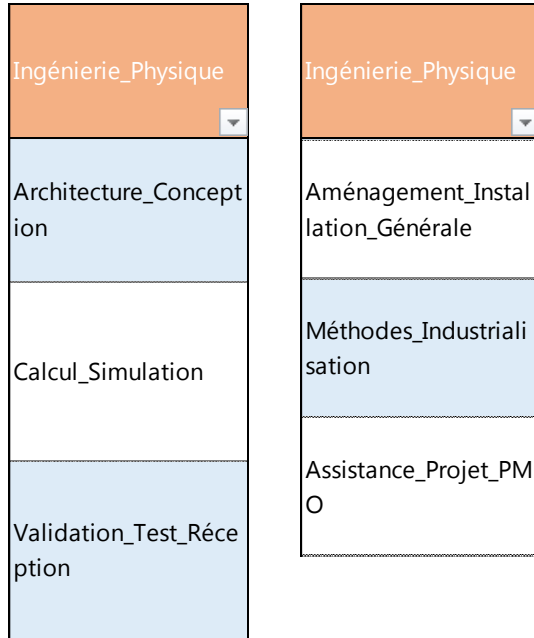 Ingénierie_Physique
Architecture_Concept
ion
Calcul_Simulation
Validation_Test_Réce
ption
Ingénierie_Physique
Aménagement_Instal
lation_Générale
Méthodes_Industriali
sation
Assistance_Projet_PM
O